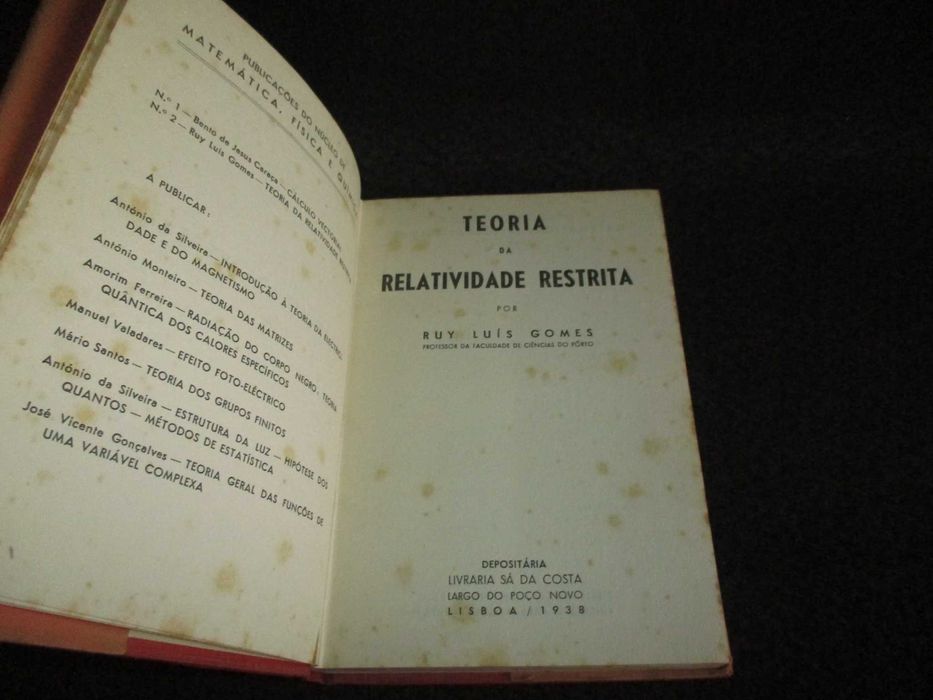 PUBLICAÇÕES DO NÚCLEO DE
MATEMÁTICA, FÍSICA E
N.º 1 — Bento de Jesus Caraça — CÁLCULO VECTORIAL
N.º 2 — Ruy Luís Gomes — TEORIA DA RELATIVIDADE
A PUBLICAR:
António da Silveira — INTRODUÇÃO À TEORIA DA ELECTRICI-
DADE E DO MAGNETISMO
António Monteiro — TEORIA DAS MATRIZES
Amorim Ferreira — RADIAÇÃO DO CORPO NEGRO. TEORIA
QUÂNTICA DOS CALORES ESPECÍFICOS
Manuel Valadares — EFEITO FOTO-ELÉCTRICO
Mário Santos — TEORIA DOS GRUPOS FINITOS
António da Silveira — ESTRUTURA DA LUZ — HIPÓTESE DOS
QUANTOS — MÉTODOS DE ESTATÍSTICA
José Vicente Gonçalves — TEORIA GERAL DAS FUNÇÕES DE
UMA VARIÁVEL COMPLEXA
TEORIA
DA
RELATIVIDADE RESTRITA
POR
RUY LUÍS GOMES
PROFESSOR DA FACULDADE DE CIÊNCIAS DO PÔRTO
DEPOSITÁRIA
LIVRARIA SÁ DA COSTA
LARGO DO POÇO NOVO
LISBOA / 1938